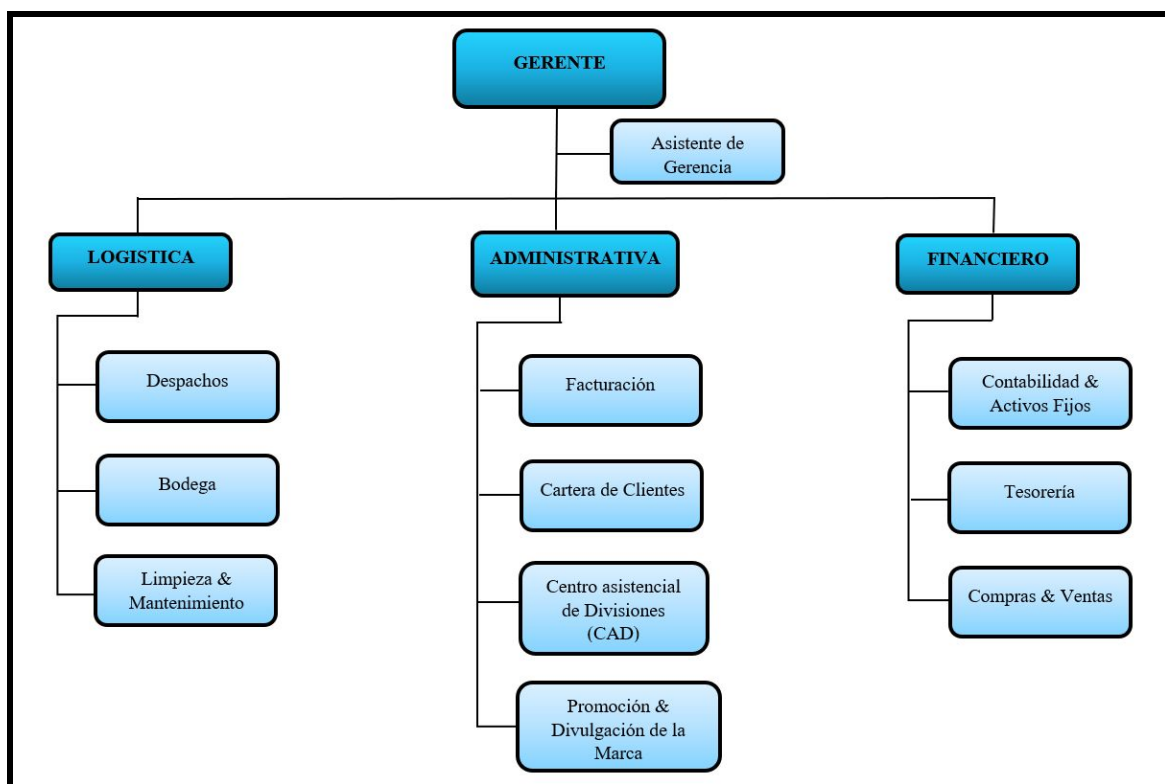 GERENTE
Asistente de
Gerencia
LOGISTICA
ADMINISTRATIVA
FINANCIERO
Despachos
Bodega
Limpieza &
Mantenimiento
Facturación
Cartera de Clientes
Centro asistencial
de Divisiones
(CAD)
Promoción &
Divulgación de la
Marca
Contabilidad &
Activos Fijos
Tesorería
Compras & Ventas